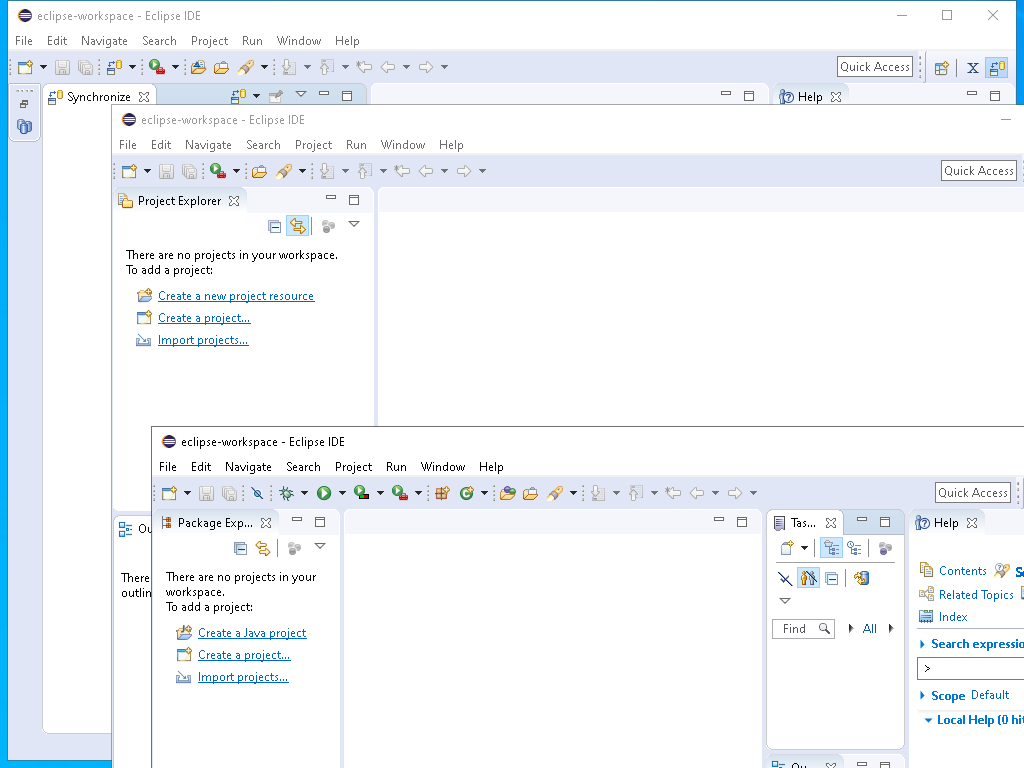 eclipse-workspace - Eclipse IDE
File Edit Navigate Search Project Run Window Help
Quick Access
Synchronize
Help
eclipse-workspace - Eclipse IDE
File Edit Navigate Search Project Run Window Help
Quick Access
Project Explorer
There are no projects in your workspace.
To add a project:
Create a new project resource
Create a project...
Import projects...
Ou
There
outlin
eclipse-workspace - Eclipse IDE
File Edit Navigate Search Project Run Window Help
Quick Access
Package Exp...
There are no projects in your
workspace.
To add a project:
Create a Java project
Create a project...
Import projects...
Tas...
Find All
Help
Contents
Related Topics
Index
Search expressio
>
Scope Default
Local Help (0 hit
Ou